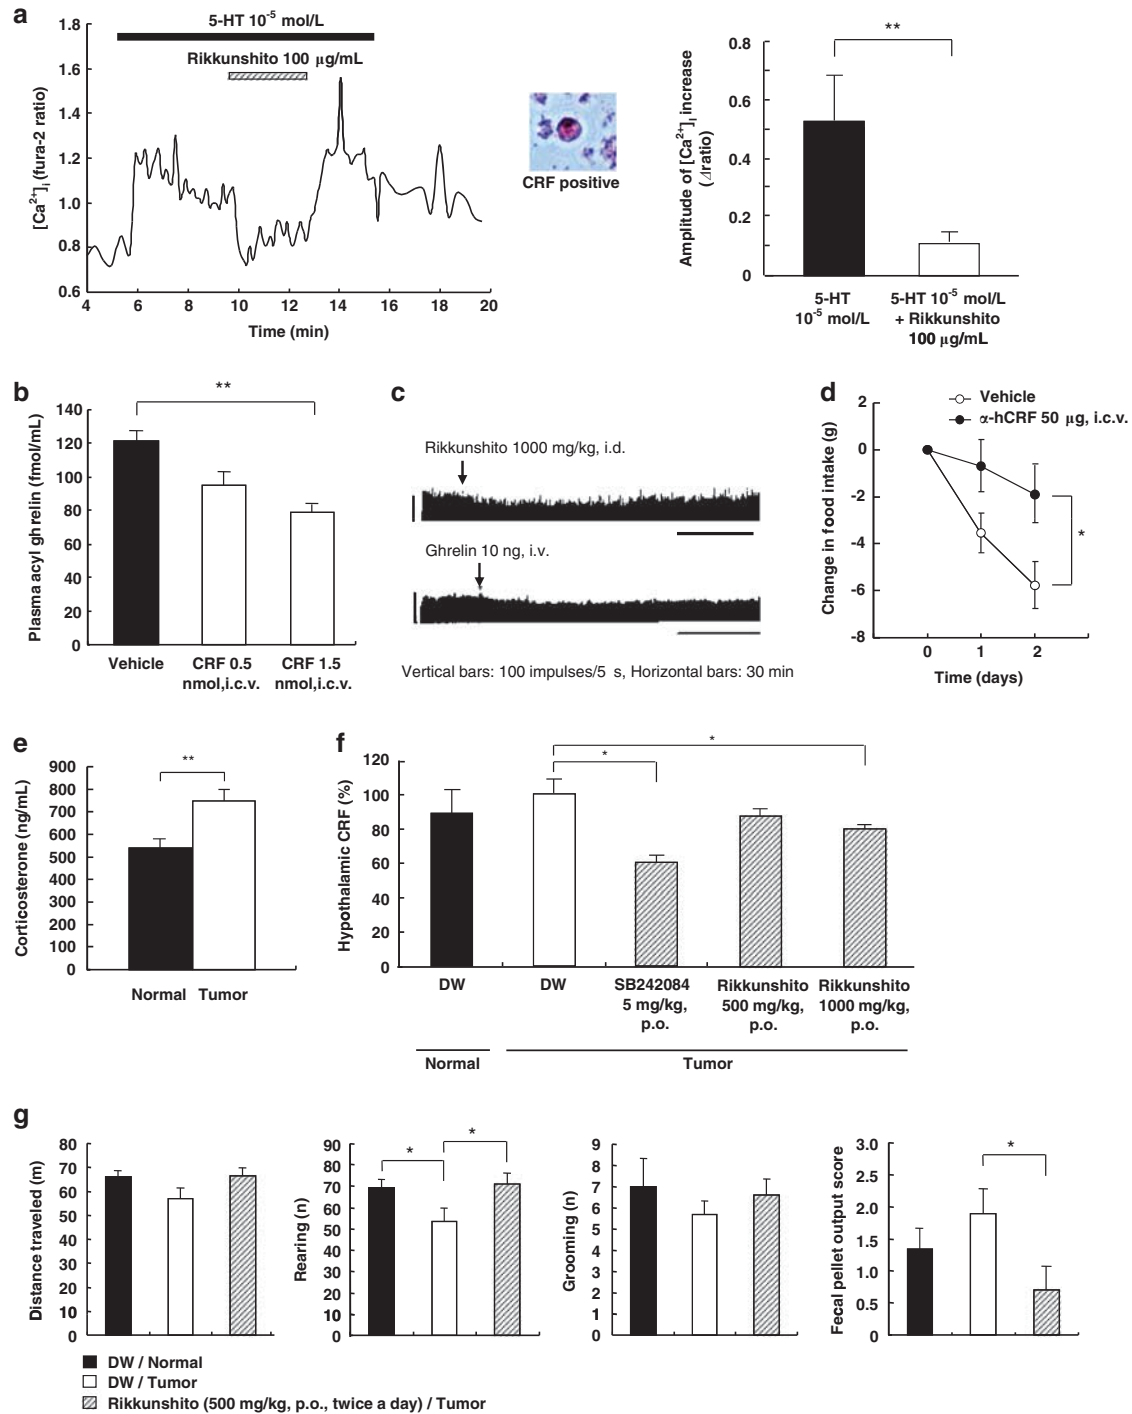 a
5-HT 10-5 mol/L
Rikkunshito 100 μg/mL
[Ca2+]i (fura-2 ratio)
1.8
1.6
1.4
1.2
1.0
0.8
0.6
4 6 8 10 12 14 16 18 20
Time (min)
CRF positive
**
Amplitude of [Ca2+]i increase
(Δratio)
0.8
0.6
0.4
0.2
0
5-HT
10-5 mol/L
5-HT 10-5 mol/L
+ Rikkunshito
100 μg/mL
b
**
Plasma acyl ghrelin (fmol/mL)
140
120
100
80
60
40
20
0
Vehicle
CRF 0.5
nmol,i.c.v.
CRF 1.5
nmol,i.c.v.
c
Rikkunshito 1000 mg/kg, i.d.
Ghrelin 10 ng, i.v.
Vertical bars: 100 impulses/5 s, Horizontal bars: 30 min
d
Vehicle
α-hCRF 50 μg, i.c.v.
Change in food intake (g)
2
0
-2
-4
-6
-8
*
0 1 2
Time (days)
e
**
Corticosterone (ng/mL)
900
800
700
600
500
400
300
200
100
0
Normal Tumor
f
*
*
Hypothalamic CRF (%)
120
100
80
60
40
20
0
DW
DW
SB242084
5 mg/kg,
p.o.
Rikkunshito
500 mg/kg,
p.o.
Rikkunshito
1000 mg/kg,
p.o.
Normal
Tumor
g
Distance traveled (m)
80
70
60
50
40
30
20
10
0
Rearing (n)
90
80
70
60
50
40
30
20
10
0
*
*
Grooming (n)
9
8
7
6
5
4
3
2
1
0
Fecal pellet output score
3.0
2.5
2.0
1.5
1.0
0.5
0
*
DW / Normal
DW / Tumor
Rikkunshito (500 mg/kg, p.o., twice a day) / Tumor